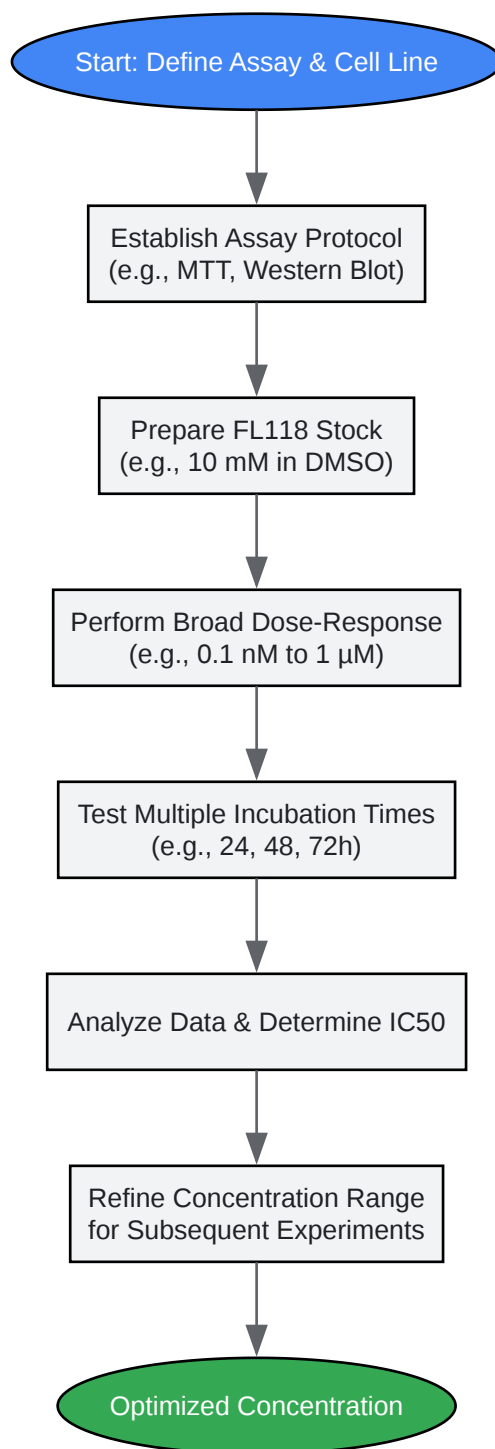 Start: Define Assay & Cell Line
Establish Assay Protocol
(e.g., MTT, Western Blot)
Prepare FL118 Stock
(e.g., 10 mM in DMSO)
Perform Broad Dose-Response
(e.g., 0.1 nM to 1 µM)
Test Multiple Incubation Times
(e.g., 24, 48, 72h)
Analyze Data & Determine IC50
Refine Concentration Range
for Subsequent Experiments
Optimized Concentration